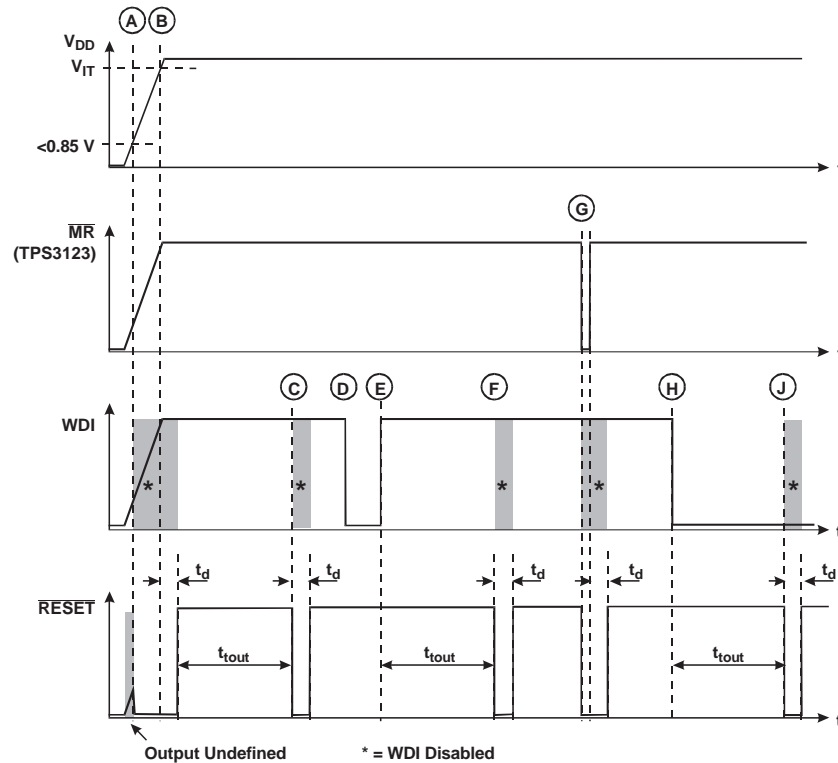 A B
VDD
VIT
<0.85 V
t
G
MR
(TPS3123)
t
C D E F H J
WDI
* * * * *
t
td td td td td
RESET
ttout ttout ttout
t
Output Undefined * = WDI Disabled